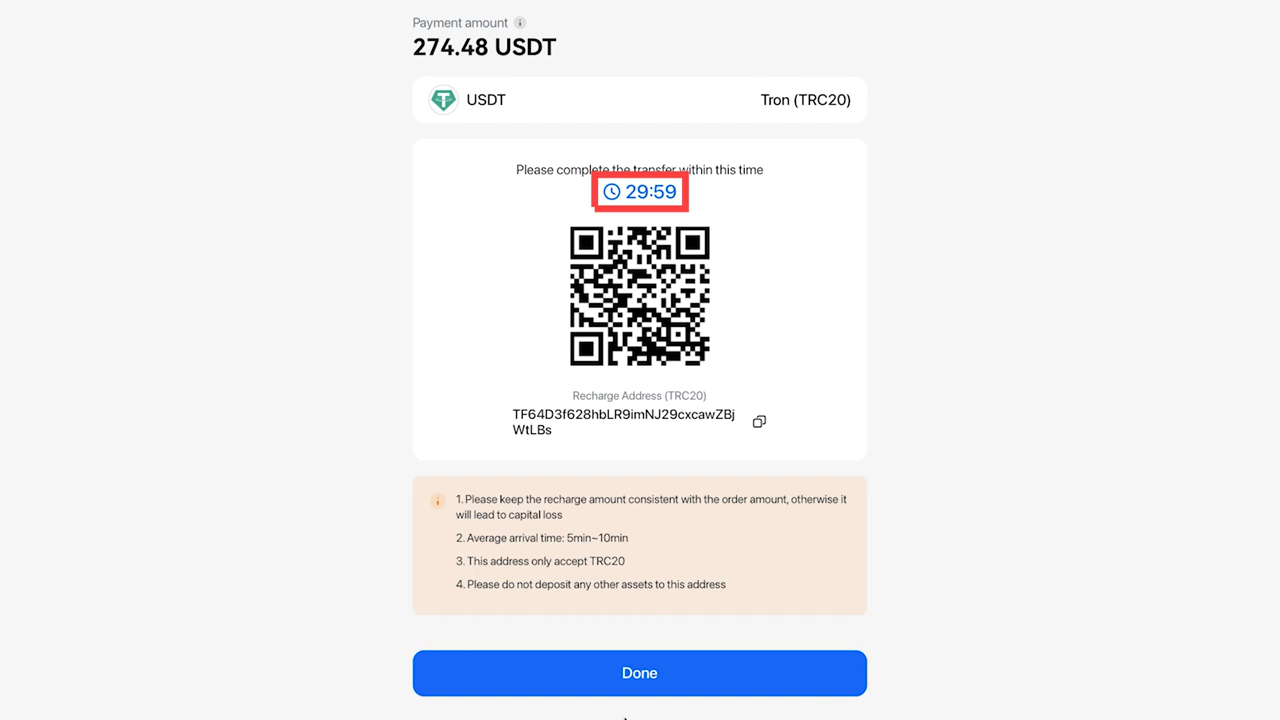 Payment amount
274.48 USDT
USDT
Tron (TRC20)
Please complete the transfer within this time
29:59
Recharge Address (TRC20)
TF64D3f628hbLR9imNJ29cxcawZBj
WtLBs
1. Please keep the recharge amount consistent with the order amount, otherwise it
will lead to capital loss
2. Average arrival time: 5min~10min
3. This address only accept TRC20
4. Please do not deposit any other assets to this address
Done